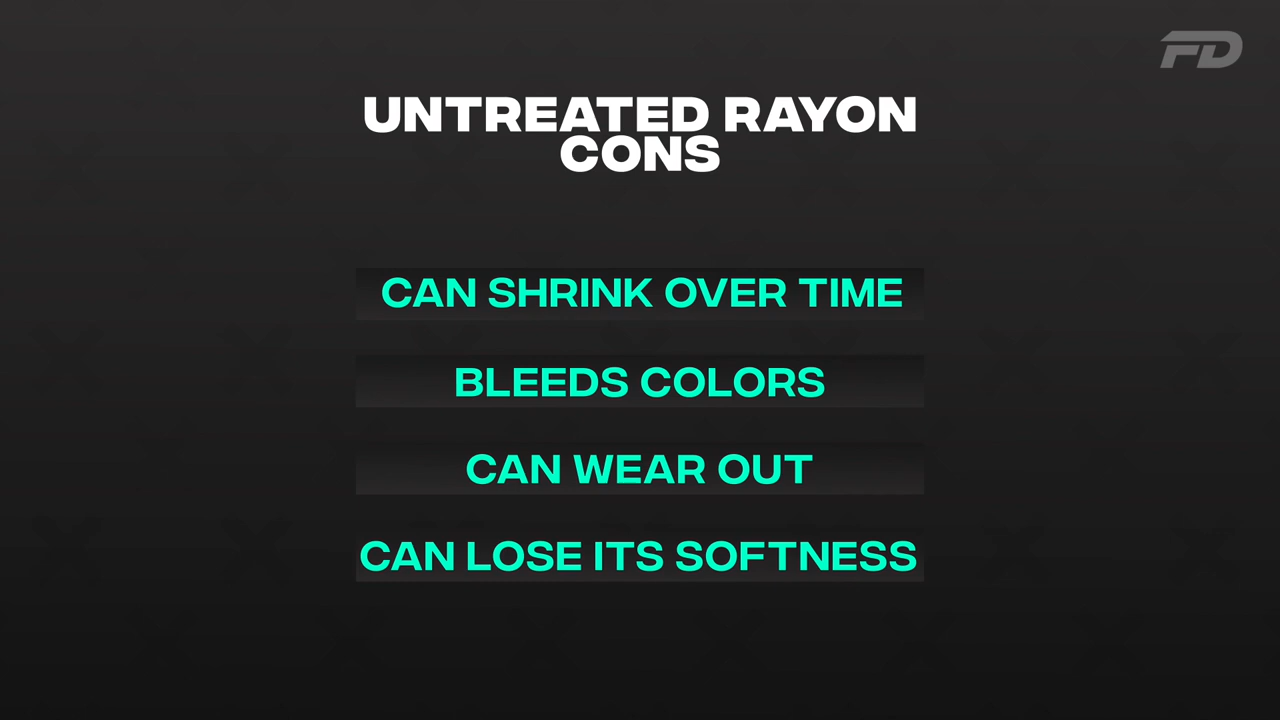 FD
UNTREATED RAYON
CONS
CAN SHRINK OVER TIME
BLEEDS COLORS
CAN WEAR OUT
CAN LOSE ITS SOFTNESS